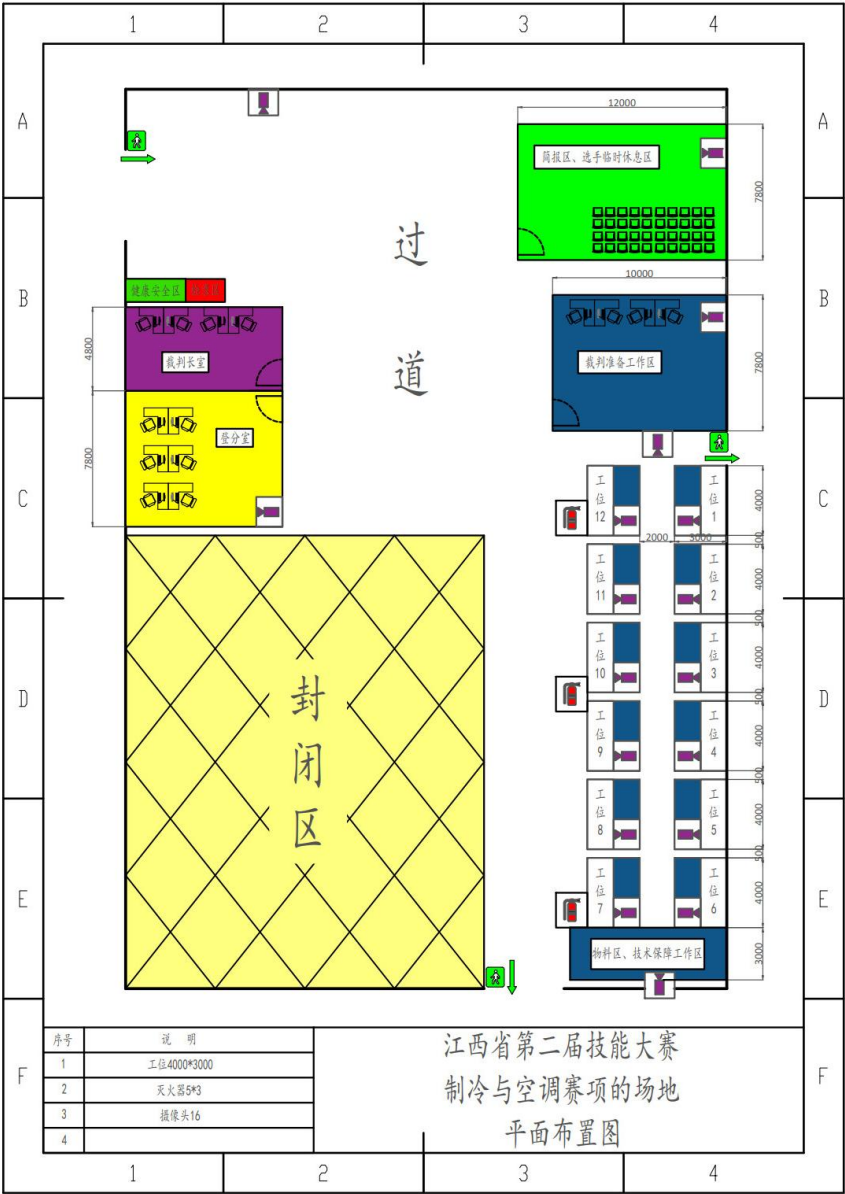 1 2 3 4
A A
12000
简报区、选手临时休息区
7800
过
道
B B
10000
健康安全区
4800
裁判长室
裁判准备工作区
7800
登分室
7800
C C
工位12
工位1
4000
500
2000
3000
工位11
工位2
4000
500
工位10
工位3
4000
500
D D
封闭区
工位9
工位4
4000
500
工位8
工位5
4000
500
E E
工位7
工位6
4000
物料区、技术保障工作区
3000
F F
序号 说 明
1 工位4000*3000
2 灭火器5*3
3 摄像头16
4
江西省第二届技能大赛
制冷与空调赛项的场地
平面布置图
1 2 3 4